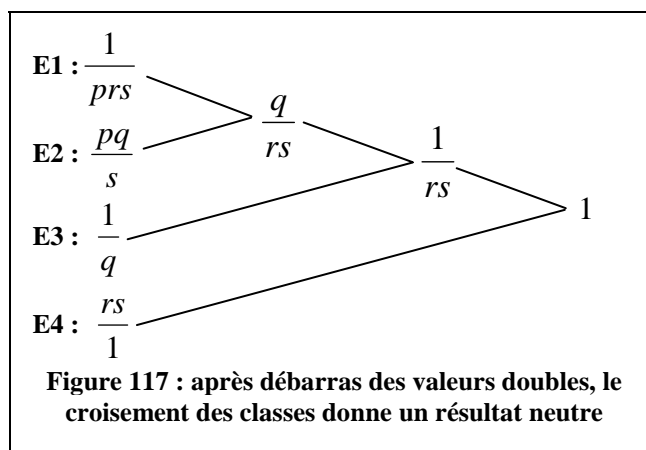 E1 : 1/prs
q/rs
E2 : pq/s
1/rs
E3 : 1/q
1
E4 : rs/1
Figure 117 : après débarras des valeurs doubles, le
croisement des classes donne un résultat neutre